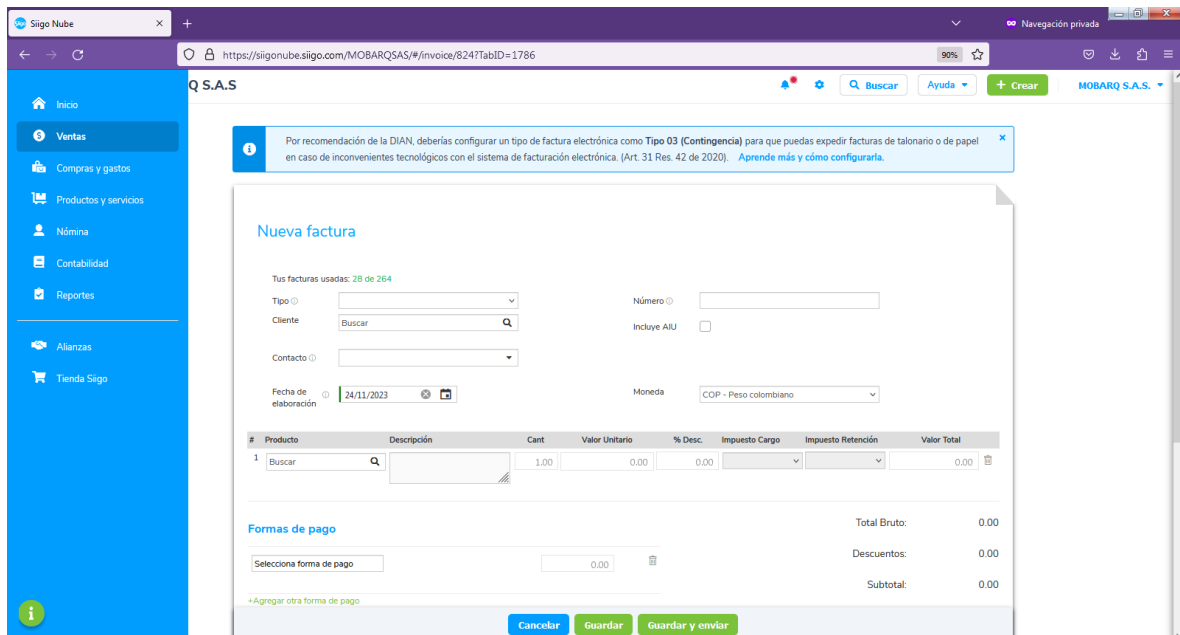 Siigo Nube
Navegación privada
https://siigonube.siigo.com/MOBARQSAS/#/invoice/824?TabID=1786
90%
Q S.A.S
Buscar
Ayuda
+ Crear
MOBARQ S.A.S.
Inicio
Ventas
Compras y gastos
Productos y servicios
Nómina
Contabilidad
Reportes
Alianzas
Tienda Siigo
Por recomendación de la DIAN, deberías configurar un tipo de factura electrónica como Tipo 03 (Contingencia) para que puedas expedir facturas de talonario o de papel
en caso de inconvenientes tecnológicos con el sistema de facturación electrónica. (Art. 31 Res. 42 de 2020). Aprende más y cómo configurarla.
Nueva factura
Tus facturas usadas: 28 de 264
Tipo
Número
Cliente
Buscar
Incluye AIU
Contacto
Fecha de
elaboración
24/11/2023
Moneda
COP - Peso colombiano
# Producto Descripción Cant Valor Unitario % Desc. Impuesto Cargo Impuesto Retención Valor Total
1 Buscar 1.00 0.00 0.00 0.00
Formas de pago
Total Bruto: 0.00
Descuentos: 0.00
Selecciona forma de pago 0.00
Subtotal: 0.00
+Agregar otra forma de pago
Cancelar
Guardar
Guardar y enviar